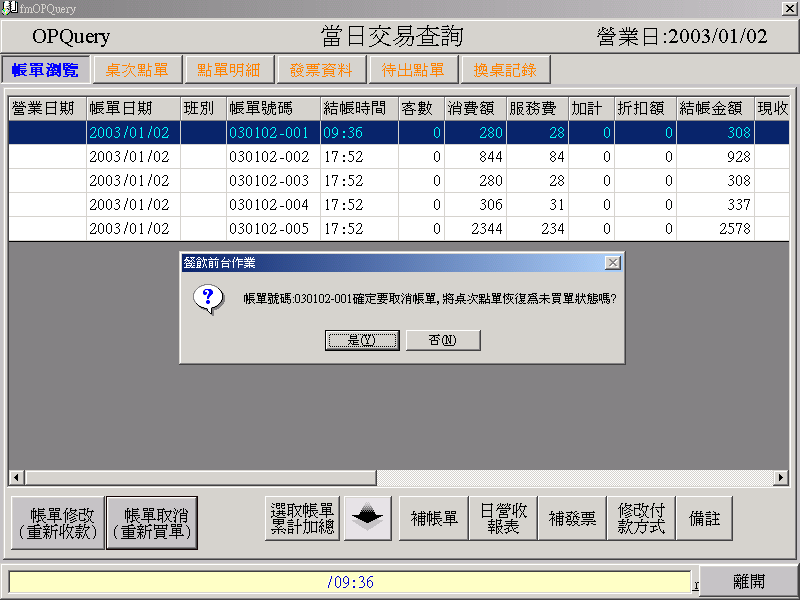 fmOPQuery
OPQuery 當日交易查詢 營業日:2003/01/02
帳單瀏覽 桌次點單 點單明細 發票資料 待出點單 換桌記錄
營業日期 帳單日期 班別 帳單號碼 結帳時間 客數 消費額 服務費 加計 折扣額 結帳金額 現收
2003/01/02 030102-001 09:36 0 280 28 0 0 308
2003/01/02 030102-002 17:52 0 844 84 0 0 928
2003/01/02 030102-003 17:52 0 280 28 0 0 308
2003/01/02 030102-004 17:52 0 306 31 0 0 337
2003/01/02 030102-005 17:52 0 2344 234 0 0 2578
餐飲前台作業
帳單號碼:030102-001確定要取消帳單,將桌次點單恢復為未買單狀態嗎?
是(Y) 否(N)
帳單修改
(重新收款)
帳單取消
(重新買單)
選取帳單
累計加總
補帳單
日營收
報表
補發票
修改付
款方式
備註
/09:36
離開